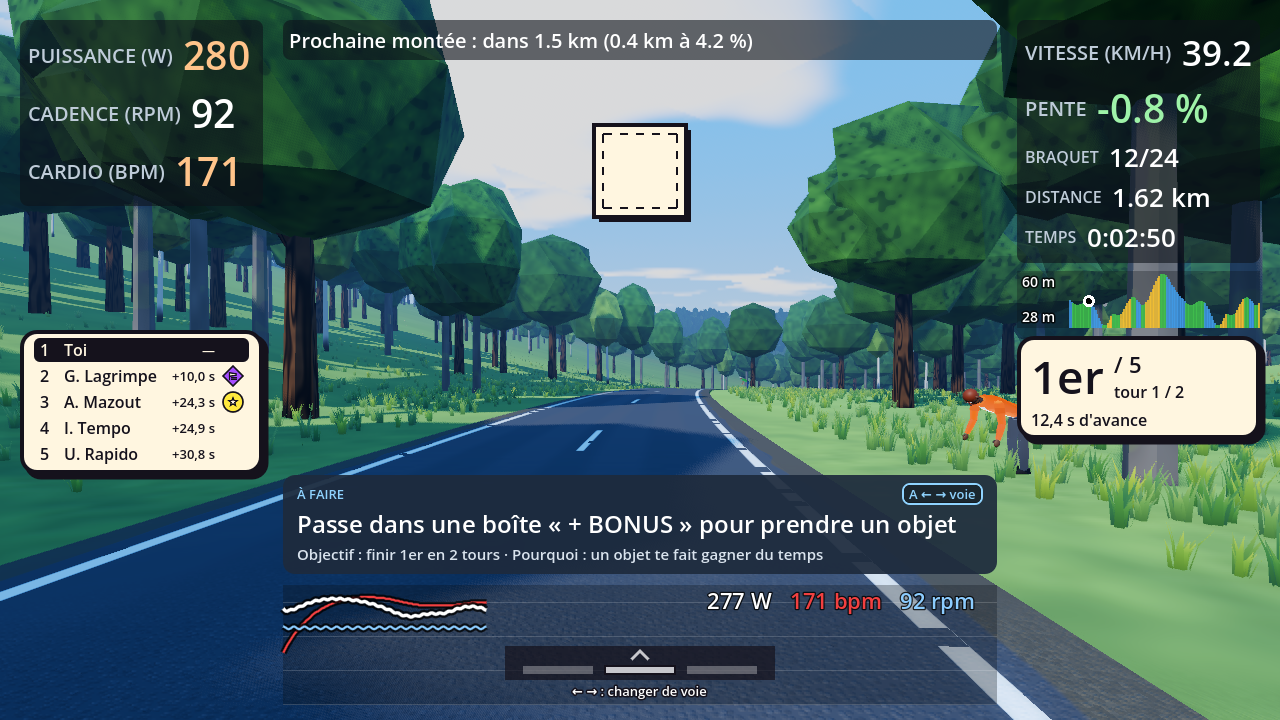 PUISSANCE (W) 280
CADENCE (RPM) 92
CARDIO (BPM) 171
Prochaine montée : dans 1.5 km (0.4 km à 4.2 %)
VITESSE (KM/H) 39.2
PENTE -0.8 %
BRAQUET 12/24
DISTANCE 1.62 km
TEMPS 0:02:50
60 m
28 m
1 Toi —
2 G. Lagrimpe +10,0 s
3 A. Mazout +24,3 s
4 I. Tempo +24,9 s
5 U. Rapido +30,8 s
1er / 5
tour 1 / 2
12,4 s d'avance
À FAIRE
A ← → voie
Passe dans une boîte « + BONUS » pour prendre un objet
Objectif : finir 1er en 2 tours · Pourquoi : un objet te fait gagner du temps
277 W 171 bpm 92 rpm
← → : changer de voie